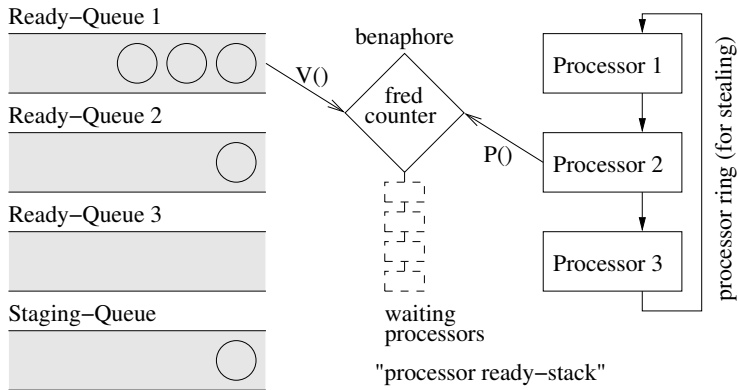 Ready−Queue 1
Ready−Queue 2
Ready−Queue 3
Staging−Queue
V()
benaphore
fred
counter
P()
waiting
processors
"processor ready−stack"
Processor 1
Processor 2
Processor 3
processor ring (for stealing)